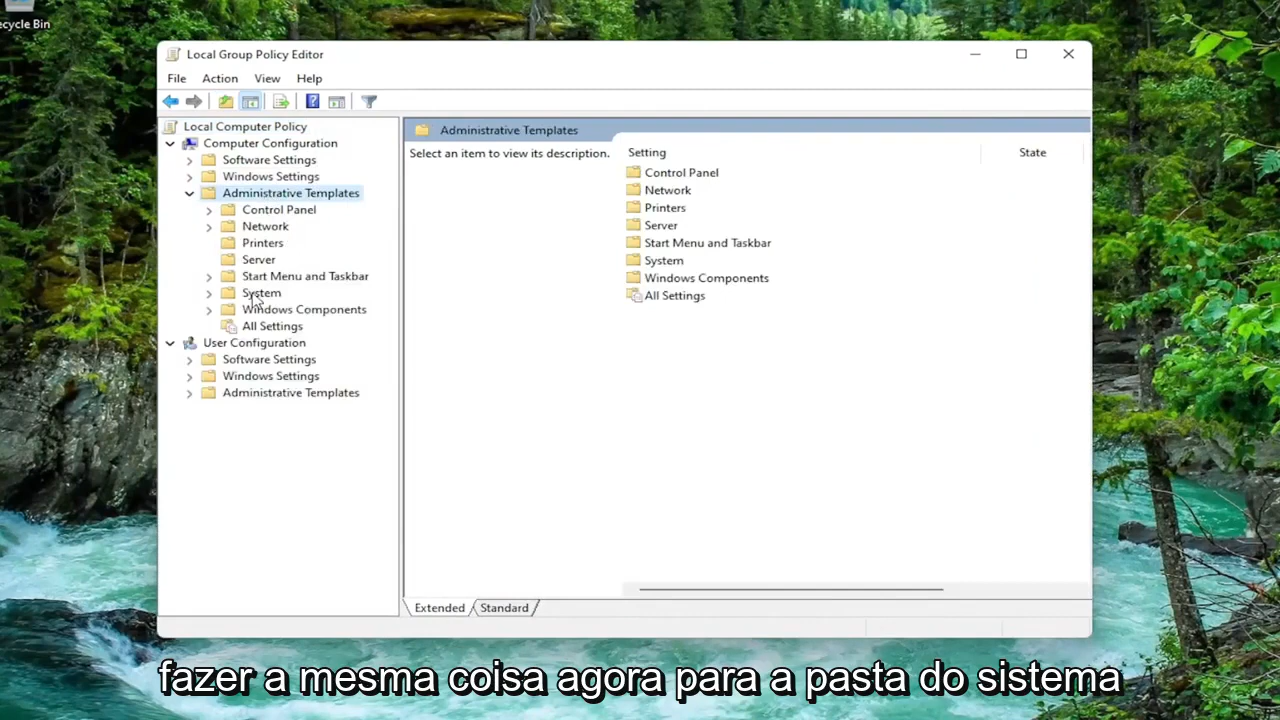 ecycle Bin
Local Group Policy Editor
File Action View Help
Local Computer Policy
Computer Configuration
Software Settings
Windows Settings
Administrative Templates
Control Panel
Network
Printers
Server
Start Menu and Taskbar
System
Windows Components
All Settings
User Configuration
Software Settings
Windows Settings
Administrative Templates
Administrative Templates
Select an item to view its description.
Setting State
Control Panel
Network
Printers
Server
Start Menu and Taskbar
System
Windows Components
All Settings
Extended Standard
fazer a mesma coisa agora para a pasta do sistema